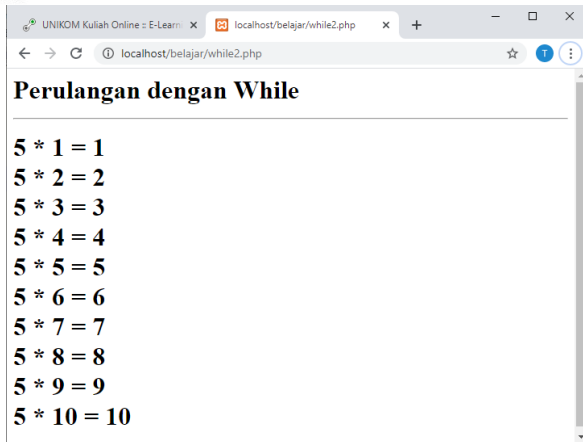 UNIKOM Kuliah Online :: E-Learn
localhost/belajar/while2.php
localhost/belajar/while2.php
T
Perulangan dengan While
5 * 1 = 1
5 * 2 = 2
5 * 3 = 3
5 * 4 = 4
5 * 5 = 5
5 * 6 = 6
5 * 7 = 7
5 * 8 = 8
5 * 9 = 9
5 * 10 = 10